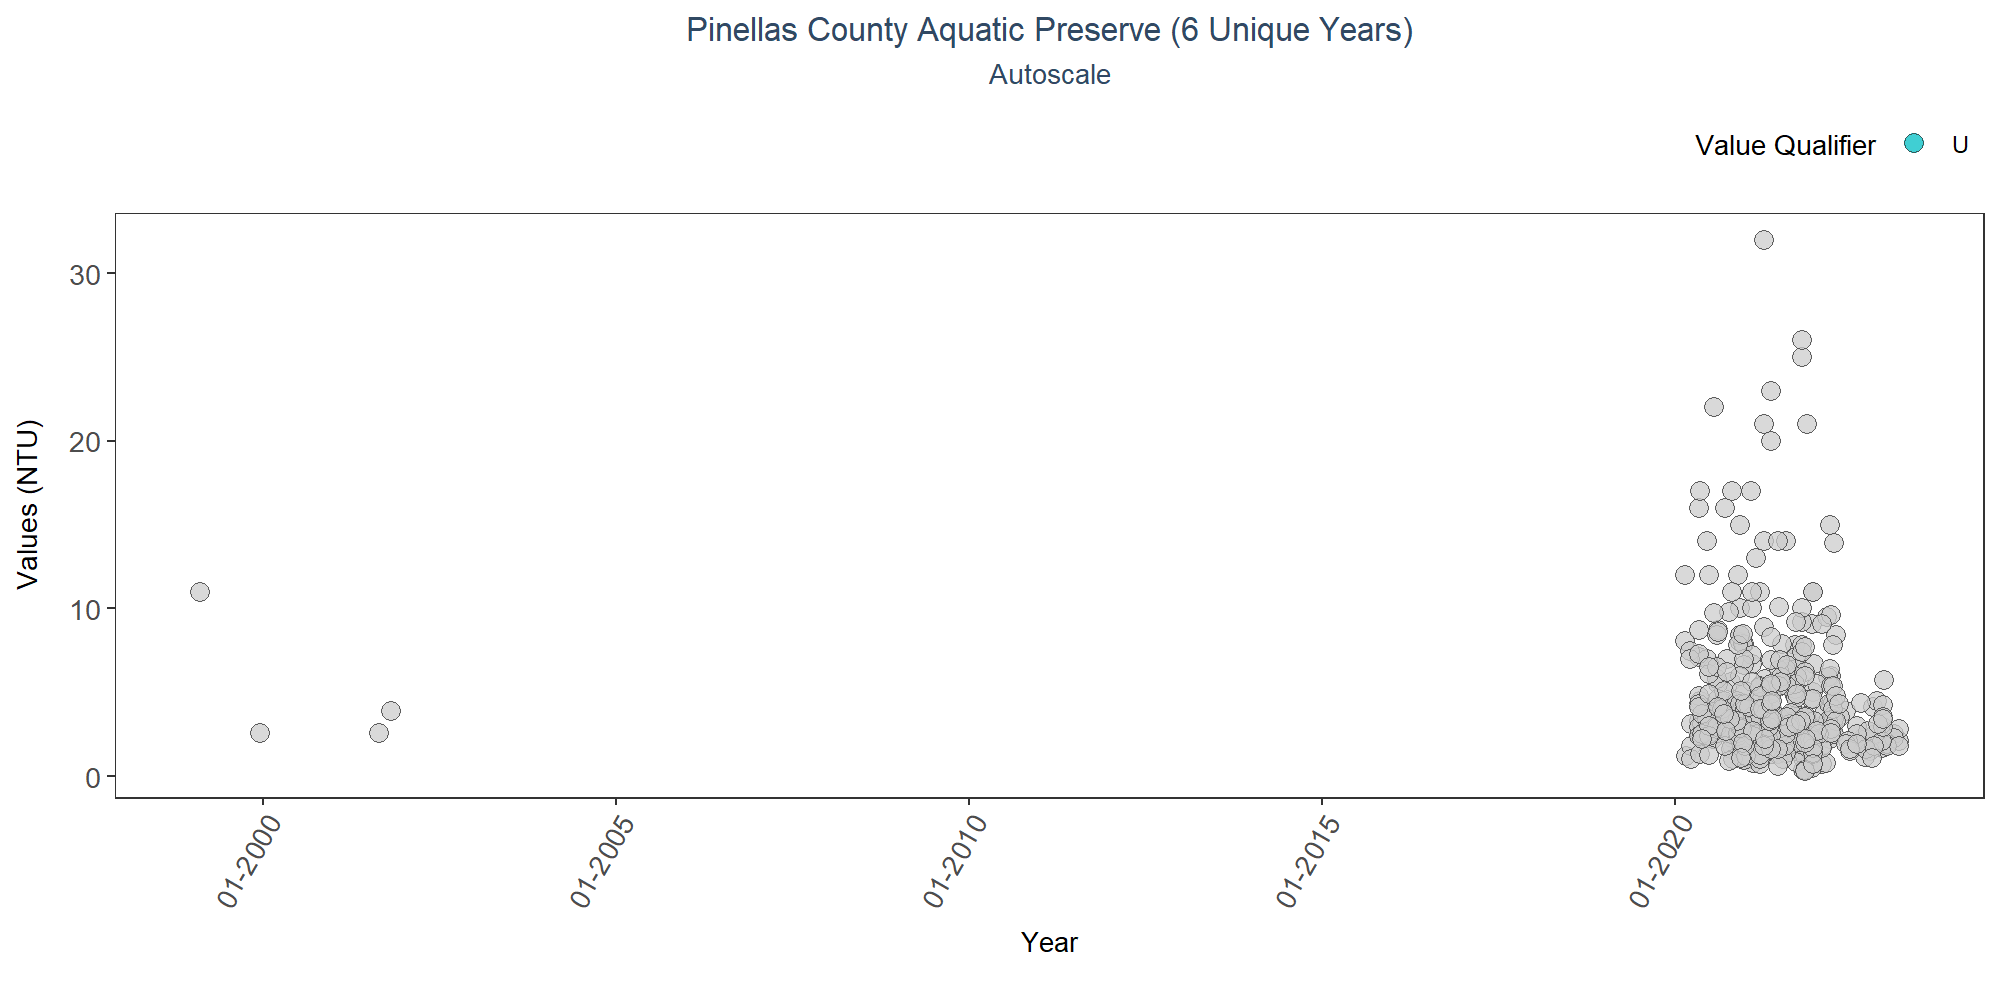 Pinellas County Aquatic Preserve (6 Unique Years)
Autoscale
Value Qualifier U
Values (NTU)
30
20
10
0
01-2000
01-2005
01-2010
01-2015
01-2020
Year